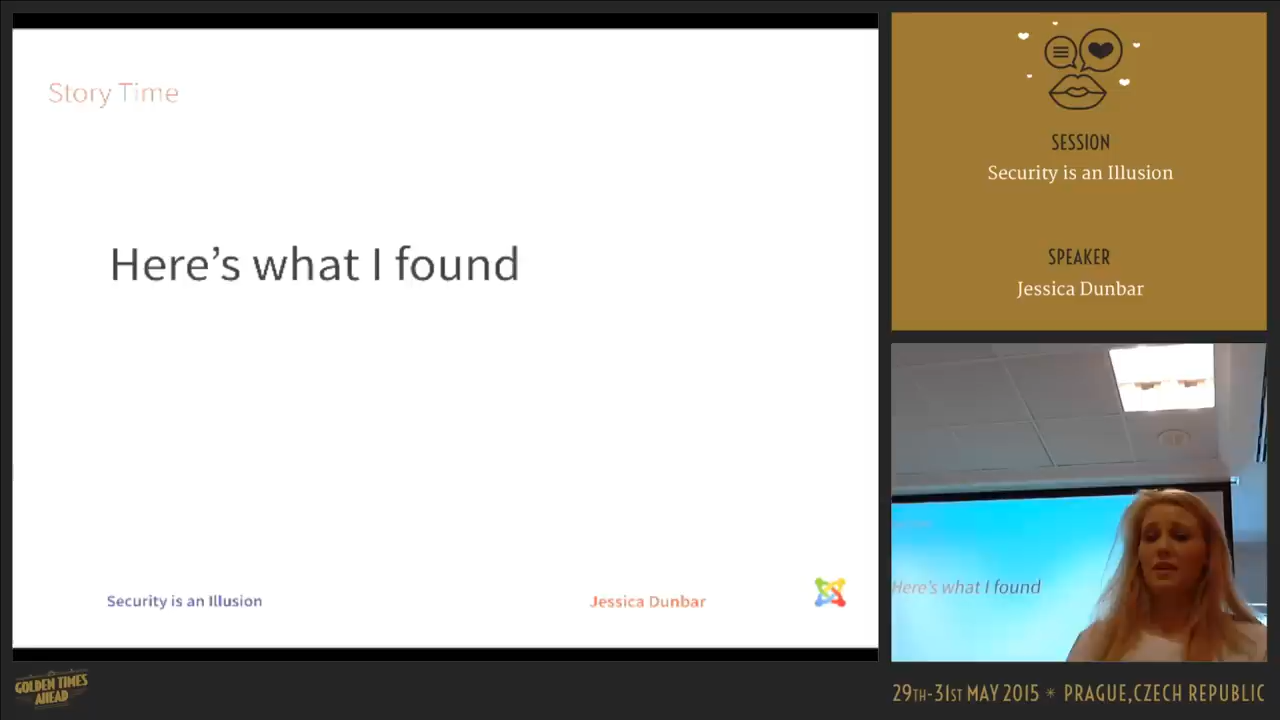 Story Time
Here's what I found
Security is an Illusion
Jessica Dunbar
SESSION
Security is an Illusion
SPEAKER
Jessica Dunbar
Here's what I found
GOLDEN TIMES
AHEAD
29TH-31ST MAY 2015 * PRAGUE, CZECH REPUBLIC